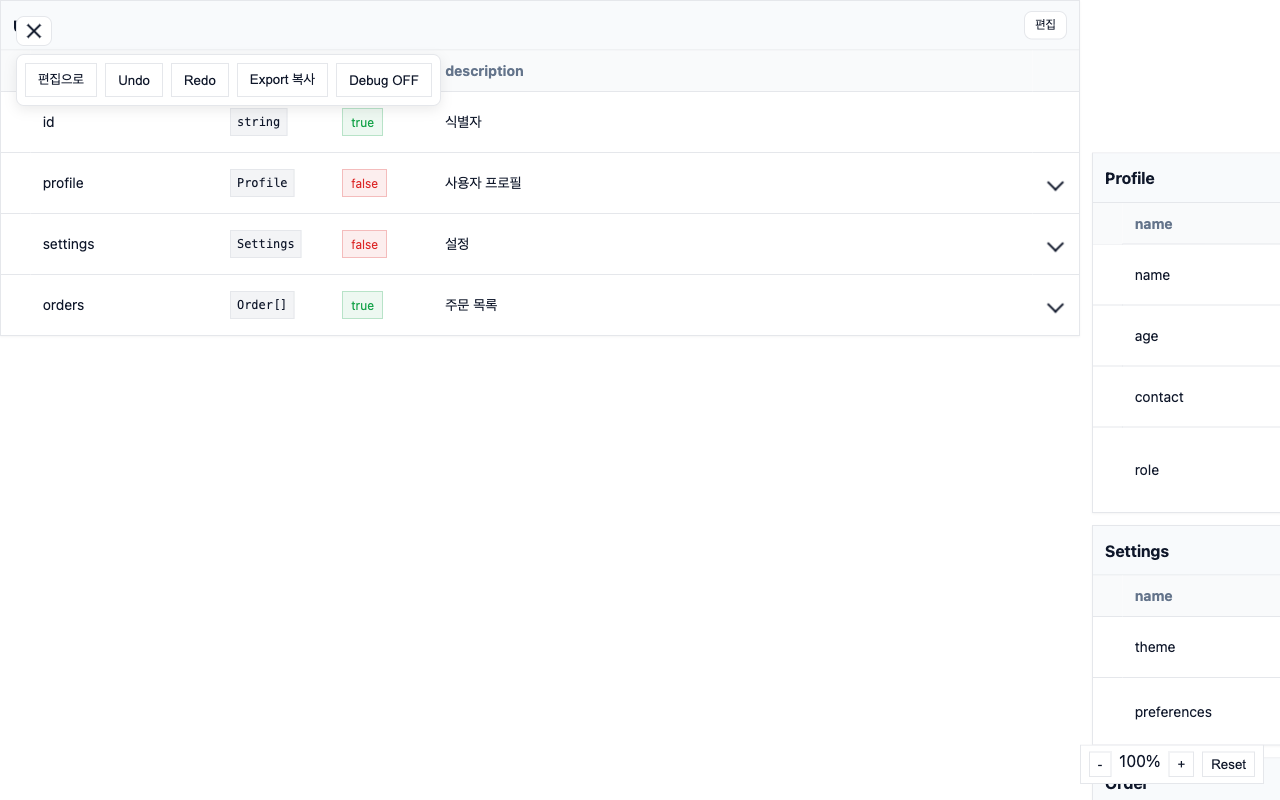 편집
편집으로 Undo Redo Export 복사 Debug OFF
description
id string true 식별자
profile Profile false 사용자 프로필
settings Settings false 설정
orders Order[] true 주문 목록
Profile
name
name
age
contact
role
Settings
name
theme
preferences
- 100% + Reset
Order